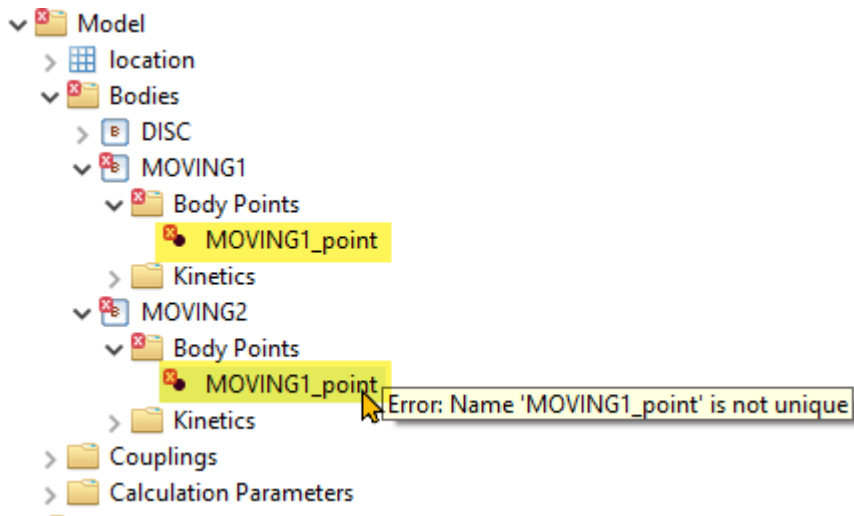 Model
location
Bodies
B DISC
B MOVING1
Body Points
MOVING1_point
Kinetics
B MOVING2
Body Points
MOVING1_point
Error: Name 'MOVING1_point' is not unique
Kinetics
Couplings
Calculation Parameters